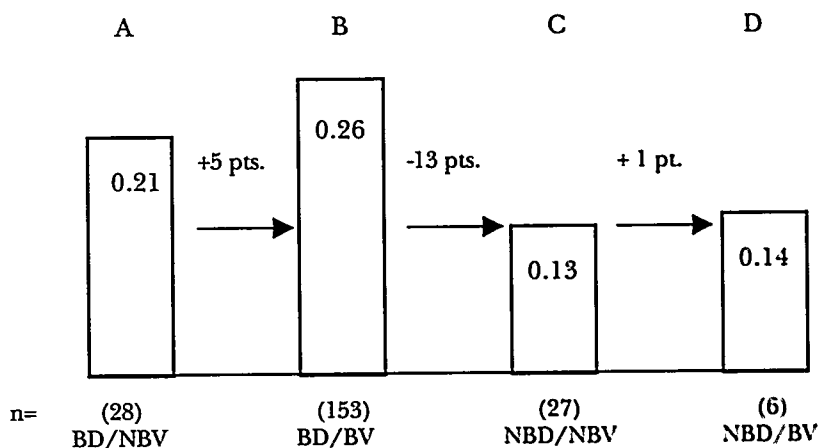 A B C D
0.21 +5 pts. 0.26 -13 pts. 0.13 + 1 pt. 0.14
n= (28) (153) (27) (6)
BD/NBV BD/BV NBD/NBV NBD/BV